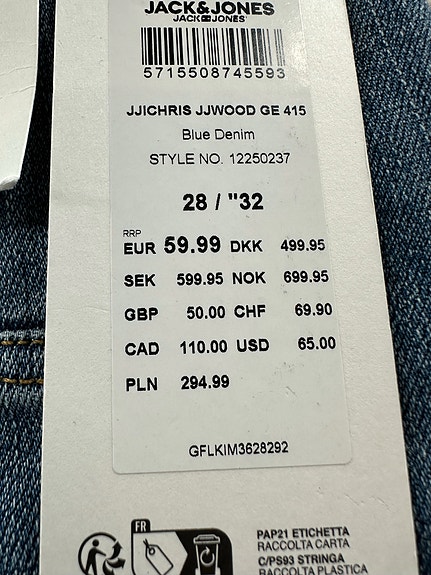 JACK&JONES
JACK&JONES
5715508745593
JJICHRIS JJWOOD GE 415
Blue Denim
STYLE NO. 12250237
28 / "32
RRP
EUR 59.99 DKK 499.95
SEK 599.95 NOK 699.95
GBP 50.00 CHF 69.90
CAD 110.00 USD 65.00
PLN 294.99
GFLKIM3628292
FR
PAP21 ETICHETTA
RACCOLTA CARTA
C/PS93 STRINGA
RACCOLTA PLASTICA